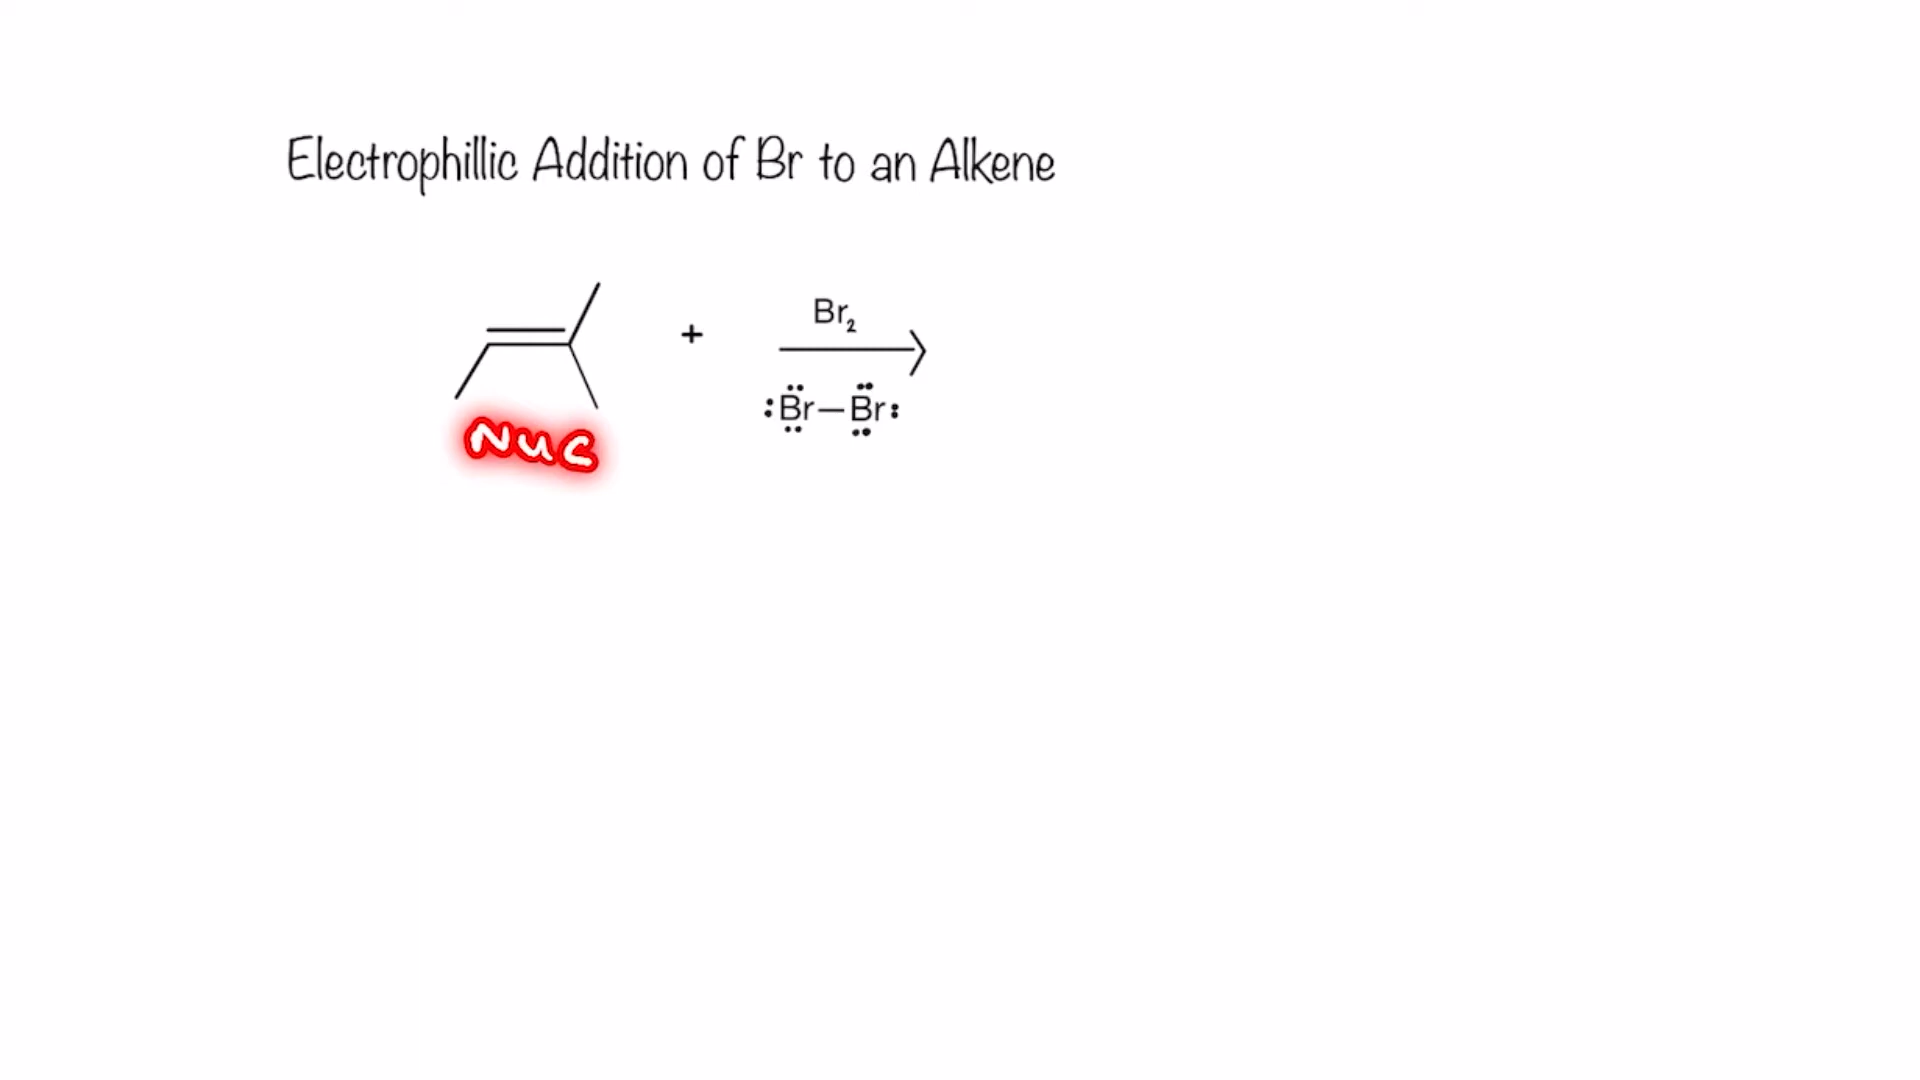 Electrophillic Addition of Br to an Alkene
+
Br₂
:Br—Br:
Nuc